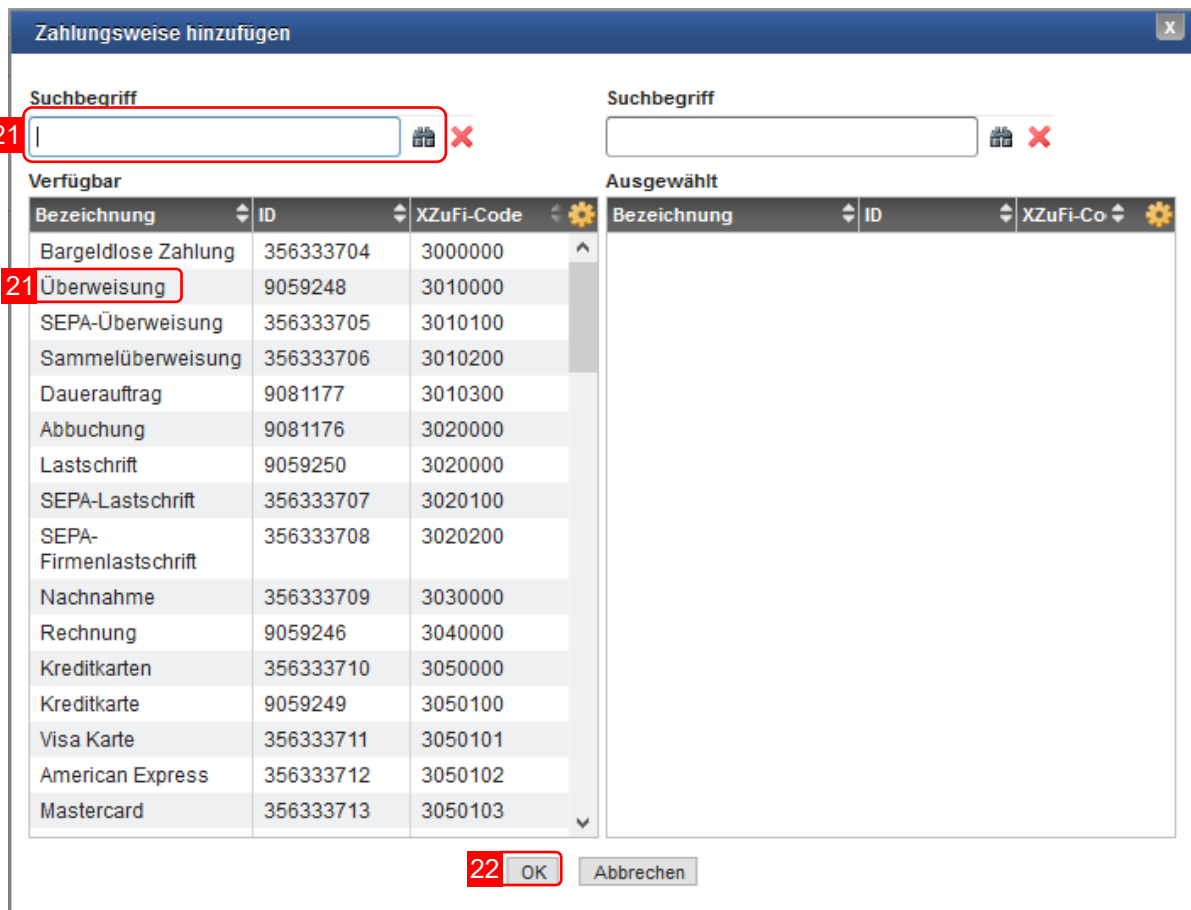 Zahlungsweise hinzufügen x
Suchbegriff Suchbegriff
21
Verfügbar Ausgewählt
Bezeichnung ID XZuFi-Code Bezeichnung ID XZuFi-Co
Bargeldlose Zahlung 356333704 3000000
21 Überweisung 9059248 3010000
SEPA-Überweisung 356333705 3010100
Sammelüberweisung 356333706 3010200
Dauerauftrag 9081177 3010300
Abbuchung 9081176 3020000
Lastschrift 9059250 3020000
SEPA-Lastschrift 356333707 3020100
SEPA- 356333708 3020200
Firmenlastschrift
Nachnahme 356333709 3030000
Rechnung 9059246 3040000
Kreditkarten 356333710 3050000
Kreditkarte 9059249 3050100
Visa Karte 356333711 3050101
American Express 356333712 3050102
Mastercard 356333713 3050103
22 OK Abbrechen